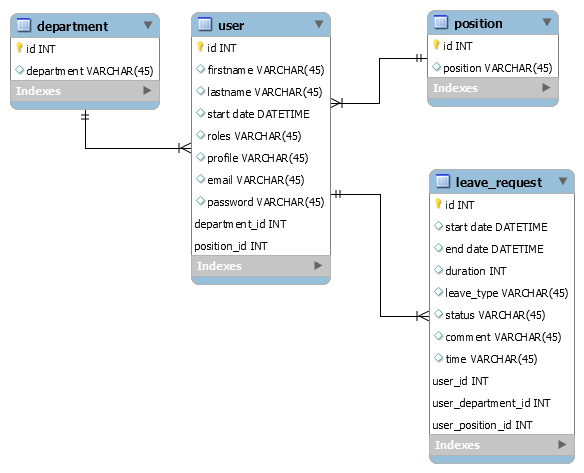 department
id INT
department VARCHAR(45)
Indexes
user
id INT
firstname VARCHAR(45)
lastname VARCHAR(45)
start date DATETIME
roles VARCHAR(45)
profile VARCHAR(45)
email VARCHAR(45)
password VARCHAR(45)
department_id INT
position_id INT
Indexes
position
id INT
position VARCHAR(45)
Indexes
leave_request
id INT
start date DATETIME
end date DATETIME
duration INT
leave_type VARCHAR(45)
status VARCHAR(45)
comment VARCHAR(45)
time VARCHAR(45)
user_id INT
user_department_id INT
user_position_id INT
Indexes